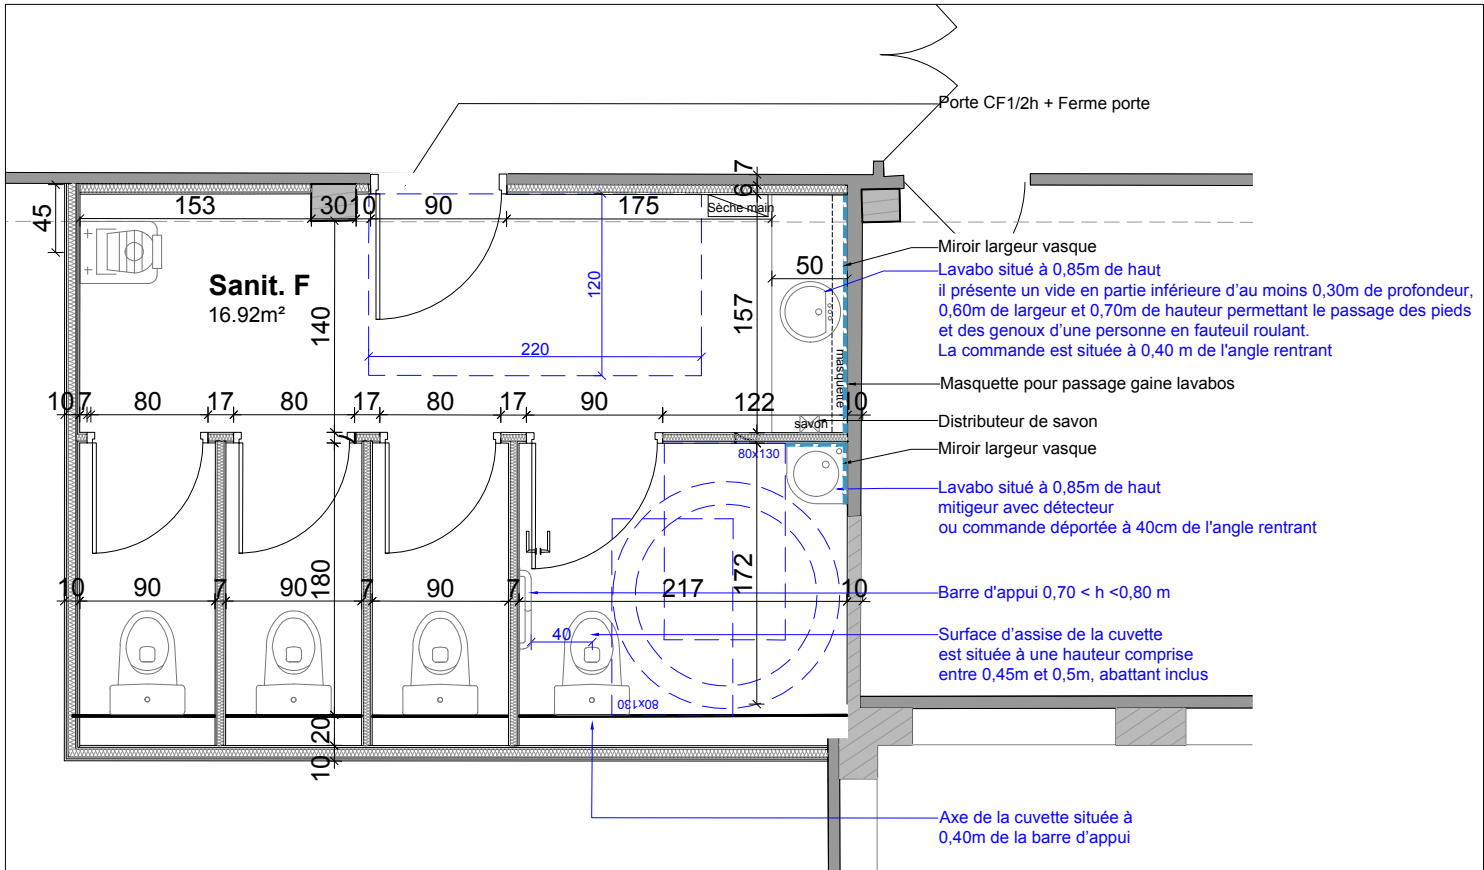 Porte CF1/2h + Ferme porte
7
6
45
153
30
10
90
175
Sèche main
Miroir largeur vasque
Lavabo situé à 0,85m de haut
il présente un vide en partie inférieure d'au moins 0,30m de profondeur,
0,60m de largeur et 0,70m de hauteur permettant le passage des pieds
et des genoux d'une personne en fauteuil roulant.
La commande est située à 0,40 m de l'angle rentrant
50
Sanit. F
16.92m²
140
120
157
220
masquette
Masquette pour passage gaine lavabos
10
7
80
17
80
17
80
17
90
122
10
savon
Distributeur de savon
7
80x130
Miroir largeur vasque
Lavabo situé à 0,85m de haut
mitigeur avec détecteur
ou commande déportée à 40cm de l'angle rentrant
10
90
7
90
7
90
7
217
10
180
172
Barre d'appui 0,70 < h <0,80 m
40
Surface d'assise de la cuvette
est située à une hauteur comprise
entre 0,45m et 0,5m, abattant inclus
80x130
20
10
Axe de la cuvette située à
0,40m de la barre d'appui